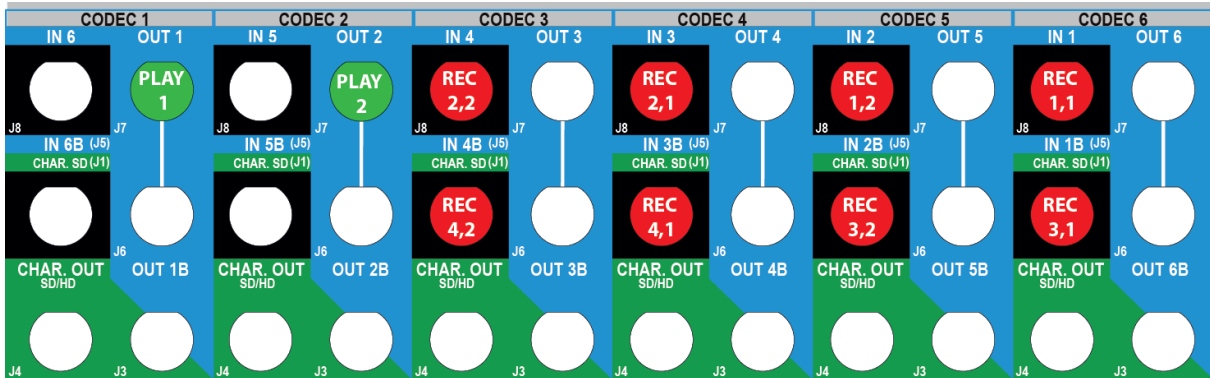 CODEC 1 CODEC 2 CODEC 3 CODEC 4 CODEC 5 CODEC 6
IN 6 OUT 1 IN 5 OUT 2 IN 4 OUT 3 IN 3 OUT 4 IN 2 OUT 5 IN 1 OUT 6
PLAY PLAY REC REC REC REC
1 2 2,2 2,1 1,2 1,1
J8 J7 J8 J7 J8 J7 J8 J7 J8 J7 J8 J7
IN 6B (J5) IN 5B (J5) IN 4B (J5) IN 3B (J5) IN 2B (J5) IN 1B (J5)
CHAR. SD (J1) CHAR. SD (J1) CHAR. SD (J1) CHAR. SD (J1) CHAR. SD (J1) CHAR. SD (J1)
REC REC REC REC
4,2 4,1 3,2 3,1
J6 J6 J6 J6 J6 J6
CHAR. OUT OUT 1B CHAR. OUT OUT 2B CHAR. OUT OUT 3B CHAR. OUT OUT 4B CHAR. OUT OUT 5B CHAR. OUT OUT 6B
SD/HD SD/HD SD/HD SD/HD SD/HD SD/HD
J4 J3 J4 J3 J4 J3 J4 J3 J4 J3 J4 J3